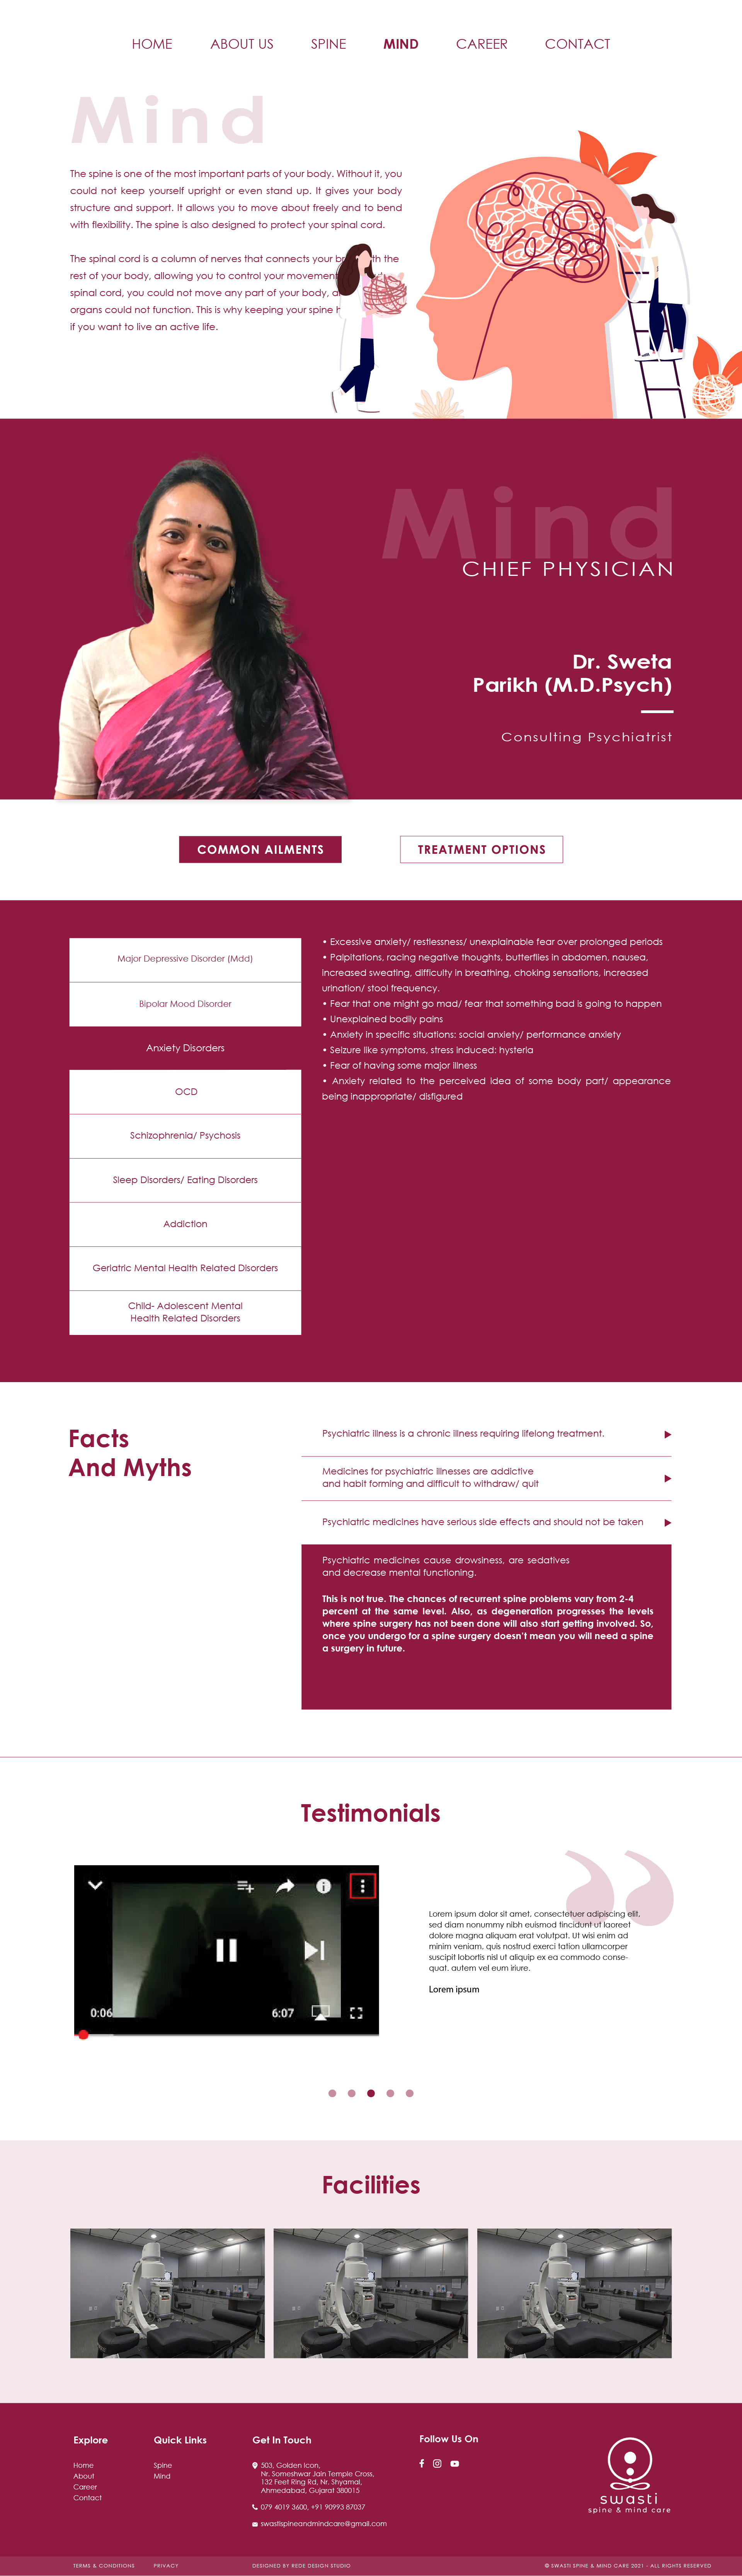 HOME ABOUT US SPINE MIND CAREER CONTACT
Mind
The spine is one of the most important parts of your body. Without it, you
could not keep yourself upright or even stand up. It gives your body
structure and support. It allows you to move about freely and to bend
with flexibility. The spine is also designed to protect your spinal cord.
The spinal cord is a column of nerves that connects your the
rest of your body, allowing you to control your movement
spinal cord, you could not move any part of your body,
organs could not function. This is why keeping your spine
if you want to live an active life.
Mind
CHIEF PHYSICIAN
Dr. Sweta
Parikh (M.D.Psych)
Consulting Psychiatrist
COMMON AILMENTS
TREATMENT OPTIONS
Major Depressive Disorder (Mdd)
Bipolar Mood Disorder
Anxiety Disorders
OCD
Schizophrenia/ Psychosis
Sleep Disorders/ Eating Disorders
Addiction
Geriatric Mental Health Related Disorders
Child- Adolescent Mental
Health Related Disorders
• Excessive anxiety/ restlessness/ unexplainable fear over prolonged periods
• Palpitations, racing negative thoughts, butterflies in abdomen, nausea,
increased sweating, difficulty in breathing, choking sensations, increased
urination/ stool frequency.
• Fear that one might go mad/ fear that something bad is going to happen
• Unexplained bodily pains
• Anxiety in specific situations: social anxiety/ performance anxiety
• Seizure like symptoms, stress induced: hysteria
• Fear of having some major illness
• Anxiety related to the perceived idea of some body part/ appearance
being inappropriate/ disfigured
Facts
And Myths
Psychiatric illness is a chronic illness requiring lifelong treatment.
Medicines for psychiatric illnesses are addictive
and habit forming and difficult to withdraw/ quit
Psychiatric medicines have serious side effects and should not be taken
Psychiatric medicines cause drowsiness, are sedatives
and decrease mental functioning.
This is not true. The chances of recurrent spine problems vary from 2-4
percent at the same level. Also, as degeneration progresses the levels
where spine surgery has not been done will also start getting involved. So,
once you undergo for a spine surgery doesn't mean you will need a spine
a surgery in future.
Testimonials
0:06
6:07
Lorem ipsum dolor sit amet, consectetuer adipiscing elit,
sed diam nonummy nibh euismod tincidunt ut laoreet
dolore magna aliquam erat volutpat. Ut wisi enim ad
minim veniam, quis nostrud exerci tation ullamcorper
suscipit lobortis nisl ut aliquip ex ea commodo conse-
quat. autem vel eum iriure.
Lorem ipsum
Facilities
Explore
Home
About
Career
Contact
Quick Links
Spine
Mind
Get In Touch
503, Golden Icon,
Nr. Someshwar Jain Temple Cross,
132 Feet Ring Rd, Nr. Shyamal,
Ahmedabad, Gujarat 380015
079 4019 3600, +91 90993 87037
swastispineandmindcare@gmail.com
Follow Us On
swasti
spine & mind care
TERMS & CONDITIONS
PRIVACY
DESIGNED BY REDE DESIGN STUDIO
© SWASTI SPINE & MIND CARE 2021 - ALL RIGHTS RESERVED